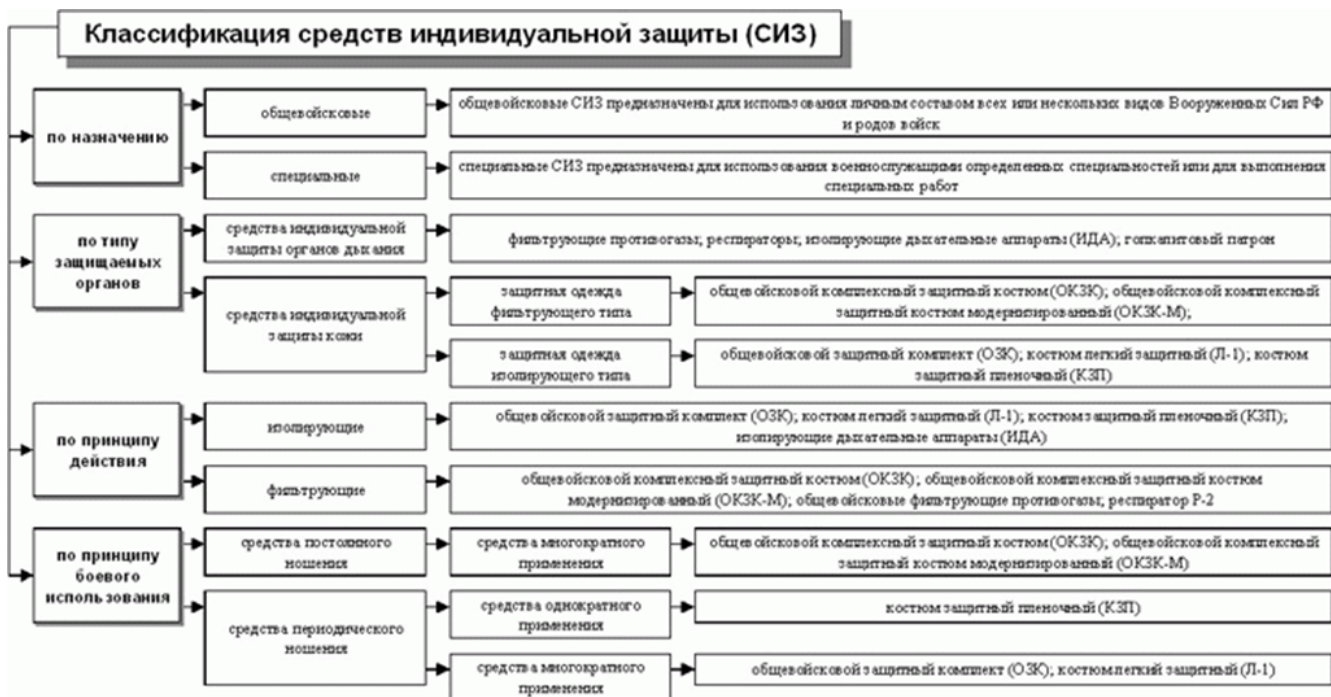 Классификация средств индивидуальной защиты (СИЗ)
по назначению
общевойсковые
общевойсковые СИЗ предназначены для использования личным составом всех или нескольких видов Вооруженных Сил РФ
и родов войск
специальные
специальные СИЗ предназначены для использования военнослужащими определенных специальностей или для выполнения
специальных работ
по типу
защищаемых
органов
средства индивидуальной
защиты органов дыхания
фильтрующие противогазы; респираторы; изолирующие дыхательные аппараты (ИДА); гопкалитовый патрон
средства индивидуальной
защиты кожи
защитная одежда
фильтрующего типа
общевойсковой комплексный защитный костюм (ОКЗК); общевойсковой комплексный
защитный костюм модернизированный (ОКЗК-М);
защитная одежда
изолирующего типа
общевойсковой защитный комплект (ОЗК); костюм легкий защитный (Л-1); костюм
защитный пленочный (КЗП)
по принципу
действия
изолирующие
общевойсковой защитный комплект (ОЗК); костюм легкий защитный (Л-1); костюм защитный пленочный (КЗП);
изолирующие дыхательные аппараты (ИДА)
фильтрующие
общевойсковой комплексный защитный костюм (ОКЗК); общевойсковой комплексный защитный костюм
модернизированный (ОКЗК-М); общевойсковые фильтрующие противогазы; респиратор Р-2
по принципу
боевого
использования
средства постоянного
ношения
средства многократного
применения
общевойсковой комплексный защитный костюм (ОКЗК); общевойсковой комплексный
защитный костюм модернизированный (ОКЗК-М)
средства периодического
ношения
средства однократного
применения
костюм защитный пленочный (КЗП)
средства многократного
применения
общевойсковой защитный комплект (ОЗК); костюм легкий защитный (Л-1)